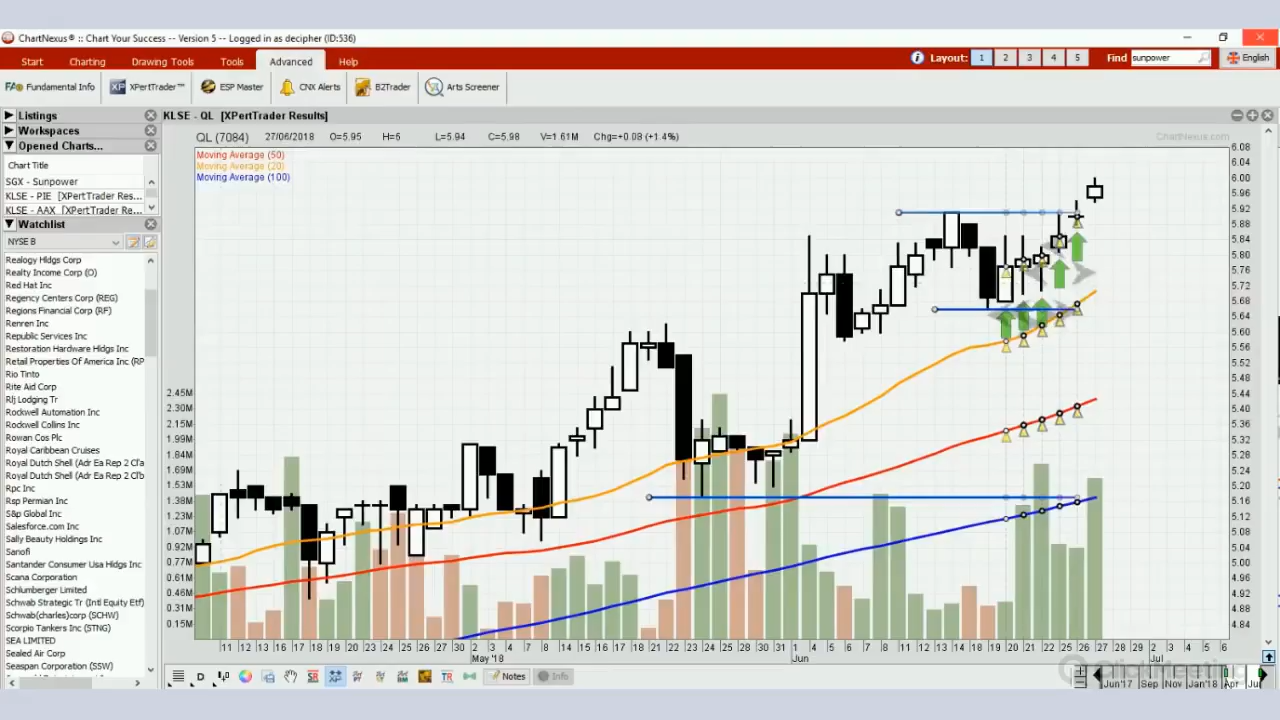 ChartNexus® :: Chart Your Success -- Version 5 -- Logged in as decipher (ID:536)
Start Charting Drawing Tools Tools Advanced Help
Layout: 1 2 3 4 5 Find sunpower English
Fundamental Info XPertTrader™ ESP Master CNX Alerts B2Trader Arts Screener
Listings
Workspaces
Opened Charts...
Chart Title
SGX - Sunpower
KLSE - PIE [XPertTrader Res...
KLSE - AAX [XPertTrader Re...
Watchlist
NYSE B
Realogy Hldgs Corp
Realty Income Corp (O)
Red Hat Inc
Regency Centers Corp (REG)
Regions Financial Corp (RF)
Renren Inc
Republic Services Inc
Restoration Hardware Hldgs Inc
Retail Properties Of America Inc (RP
Rio Tinto
Rite Aid Corp
Rlj Lodging Tr
Rockwell Automation Inc
Rockwell Collins Inc
Rowan Cos Plc
Royal Caribbean Cruises
Royal Dutch Shell (Adr Ea Rep 2 Cl'a
Royal Dutch Shell (Adr Ea Rep 2 Cl'a
Rpc Inc
Rsp Permian Inc
S&p Global Inc
Salesforce.com Inc
Sally Beauty Holdings Inc
Sanofi
Santander Consumer Usa Hldgs Inc
Scana Corporation
Schlumberger Limited
Schwab Strategic Tr (Intl Equity Etf)
Schwab(charles)corp (SCHW)
Scorpio Tankers Inc (STNG)
SEA LIMITED
Sealed Air Corp
Seaspan Corporation (SSW)
KLSE - QL [XPertTrader Results]
QL (7084) 27/06/2018 O=5.95 H=6 L=5.94 C=5.98 V=1.61M Chg=+0.08 (+1.4%)
ChartNexus.com
Moving Average (50)
Moving Average (20)
Moving Average (100)
6.08
6.04
6.00
5.96
5.92
5.88
5.84
5.80
5.76
5.72
5.68
5.64
5.60
5.56
5.52
5.48
5.44
5.40
5.36
5.32
5.28
5.24
5.20
5.16
5.12
5.08
5.04
5.00
4.96
4.92
4.88
4.84
2.45M
2.30M
2.15M
1.99M
1.84M
1.69M
1.53M
1.38M
1.23M
1.07M
0.92M
0.77M
0.61M
0.46M
0.31M
0.15M
11 12 13 16 17 18 19 20 23 24 25 26 27 30 2 3 4 7 8 11 14 15 16 17 18 21 22 23 24 25 28 30 31 1 4 5 6 7 8 11 12 13 14 18 19 20 21 22 25 26 27 28 29 2 3 4 5 6
May '18 Jun Jul
D Notes Info
ClickMeeting
Jun'17 Sep Nov Jan'18 Apr Jul